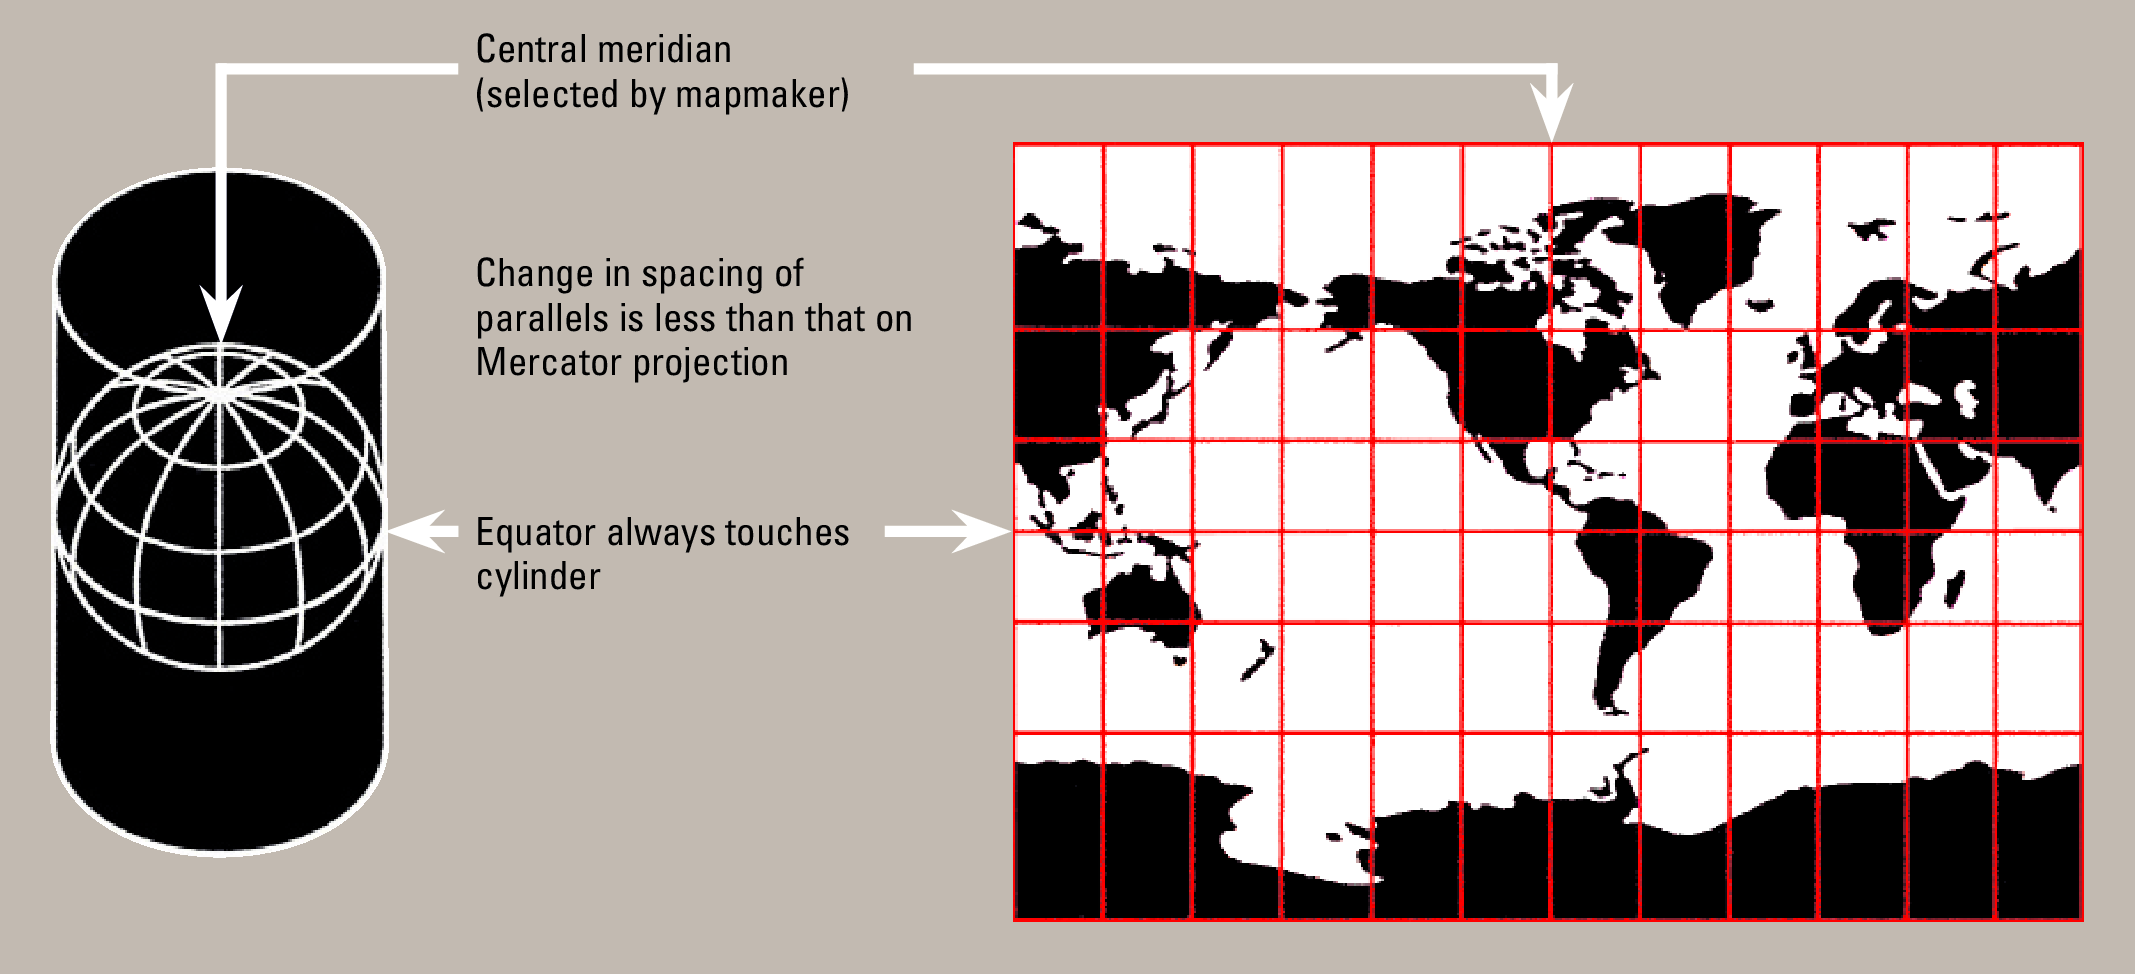 Central meridian
(selected by mapmaker)
Change in spacing of
parallels is less than that on
Mercator projection
Equator always touches
cylinder